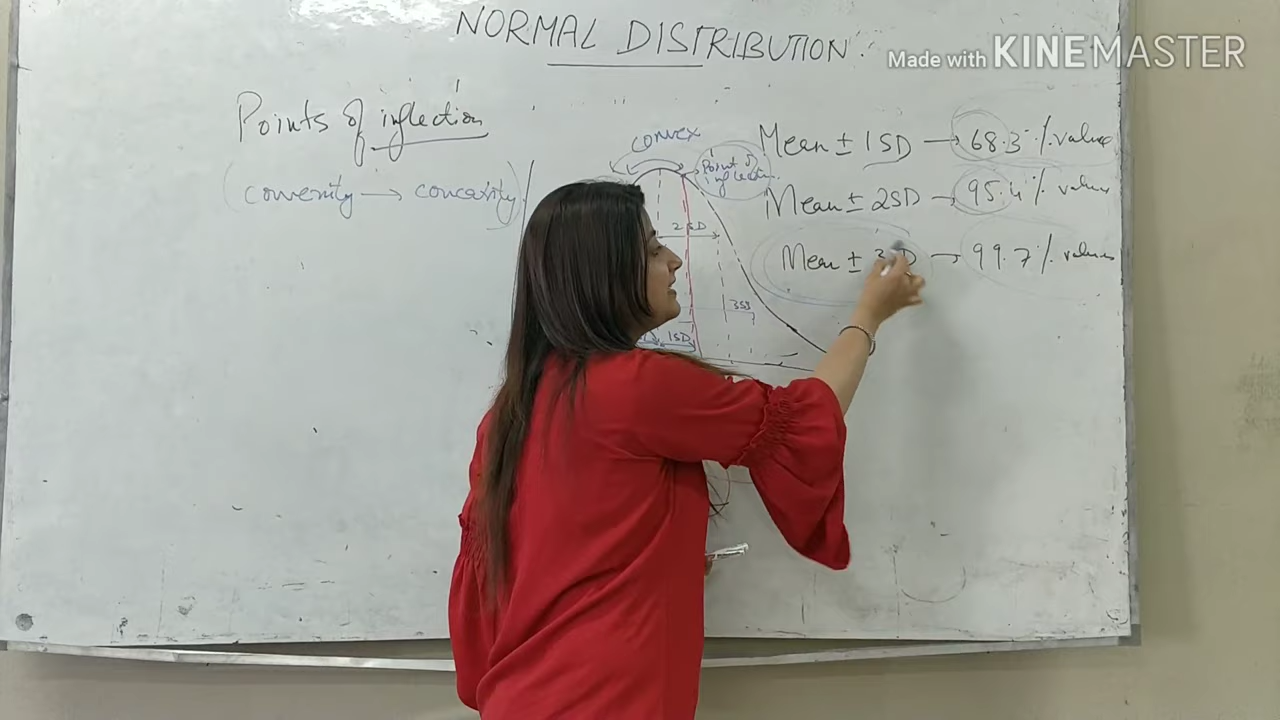 NORMAL DISTRIBUTION
Made with KINEMASTER
Points of inflection
(convexity → concavity)
convex
Point of inflection
Mean ± 1SD → 68.3 % values
Mean ± 2SD → 95.4 % values
Mean ± 3SD → 99.7 % values
2SD
3SD
1SD